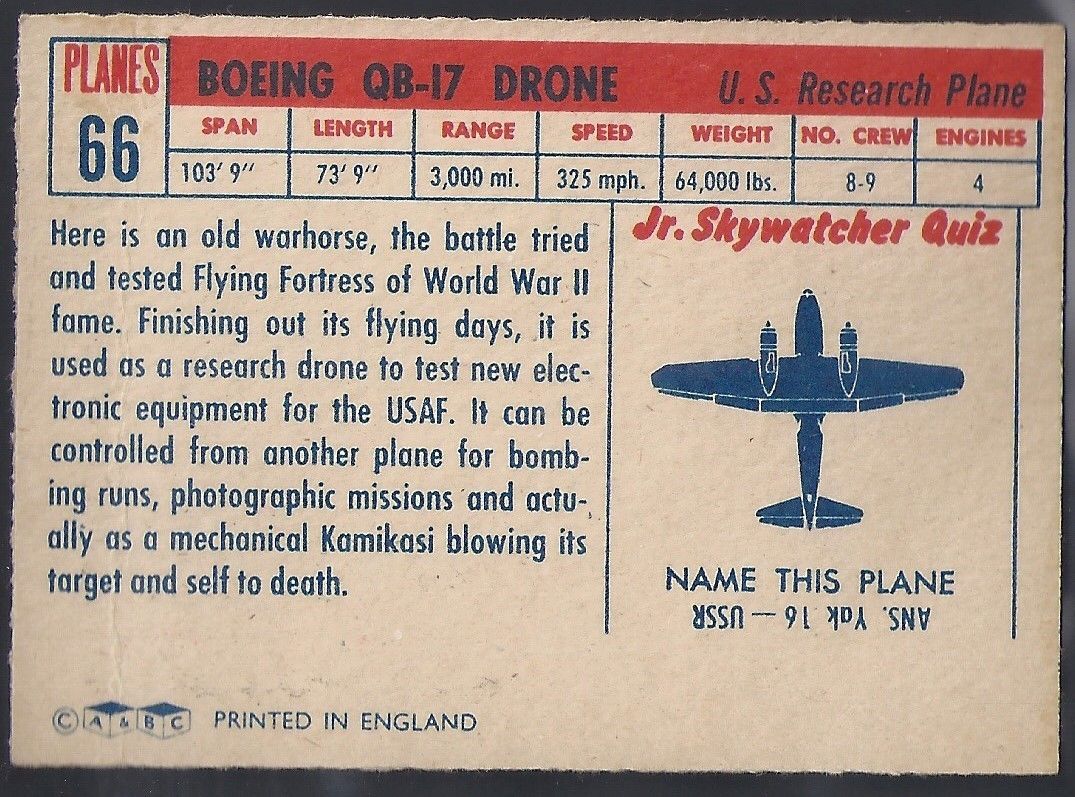 PLANES
66
BOEING QB-17 DRONE U. S. Research Plane
SPAN LENGTH RANGE SPEED WEIGHT NO. CREW ENGINES
103' 9" 73' 9" 3,000 mi. 325 mph. 64,000 lbs. 8-9 4
Here is an old warhorse, the battle tried
and tested Flying Fortress of World War II
fame. Finishing out its flying days, it is
used as a research drone to test new elec-
tronic equipment for the USAF. It can be
controlled from another plane for bomb-
ing runs, photographic missions and actu-
ally as a mechanical Kamikasi blowing its
target and self to death.
Jr. Skywatcher Quiz
NAME THIS PLANE
ANS. Yak 16 — USSR
© A & B C PRINTED IN ENGLAND